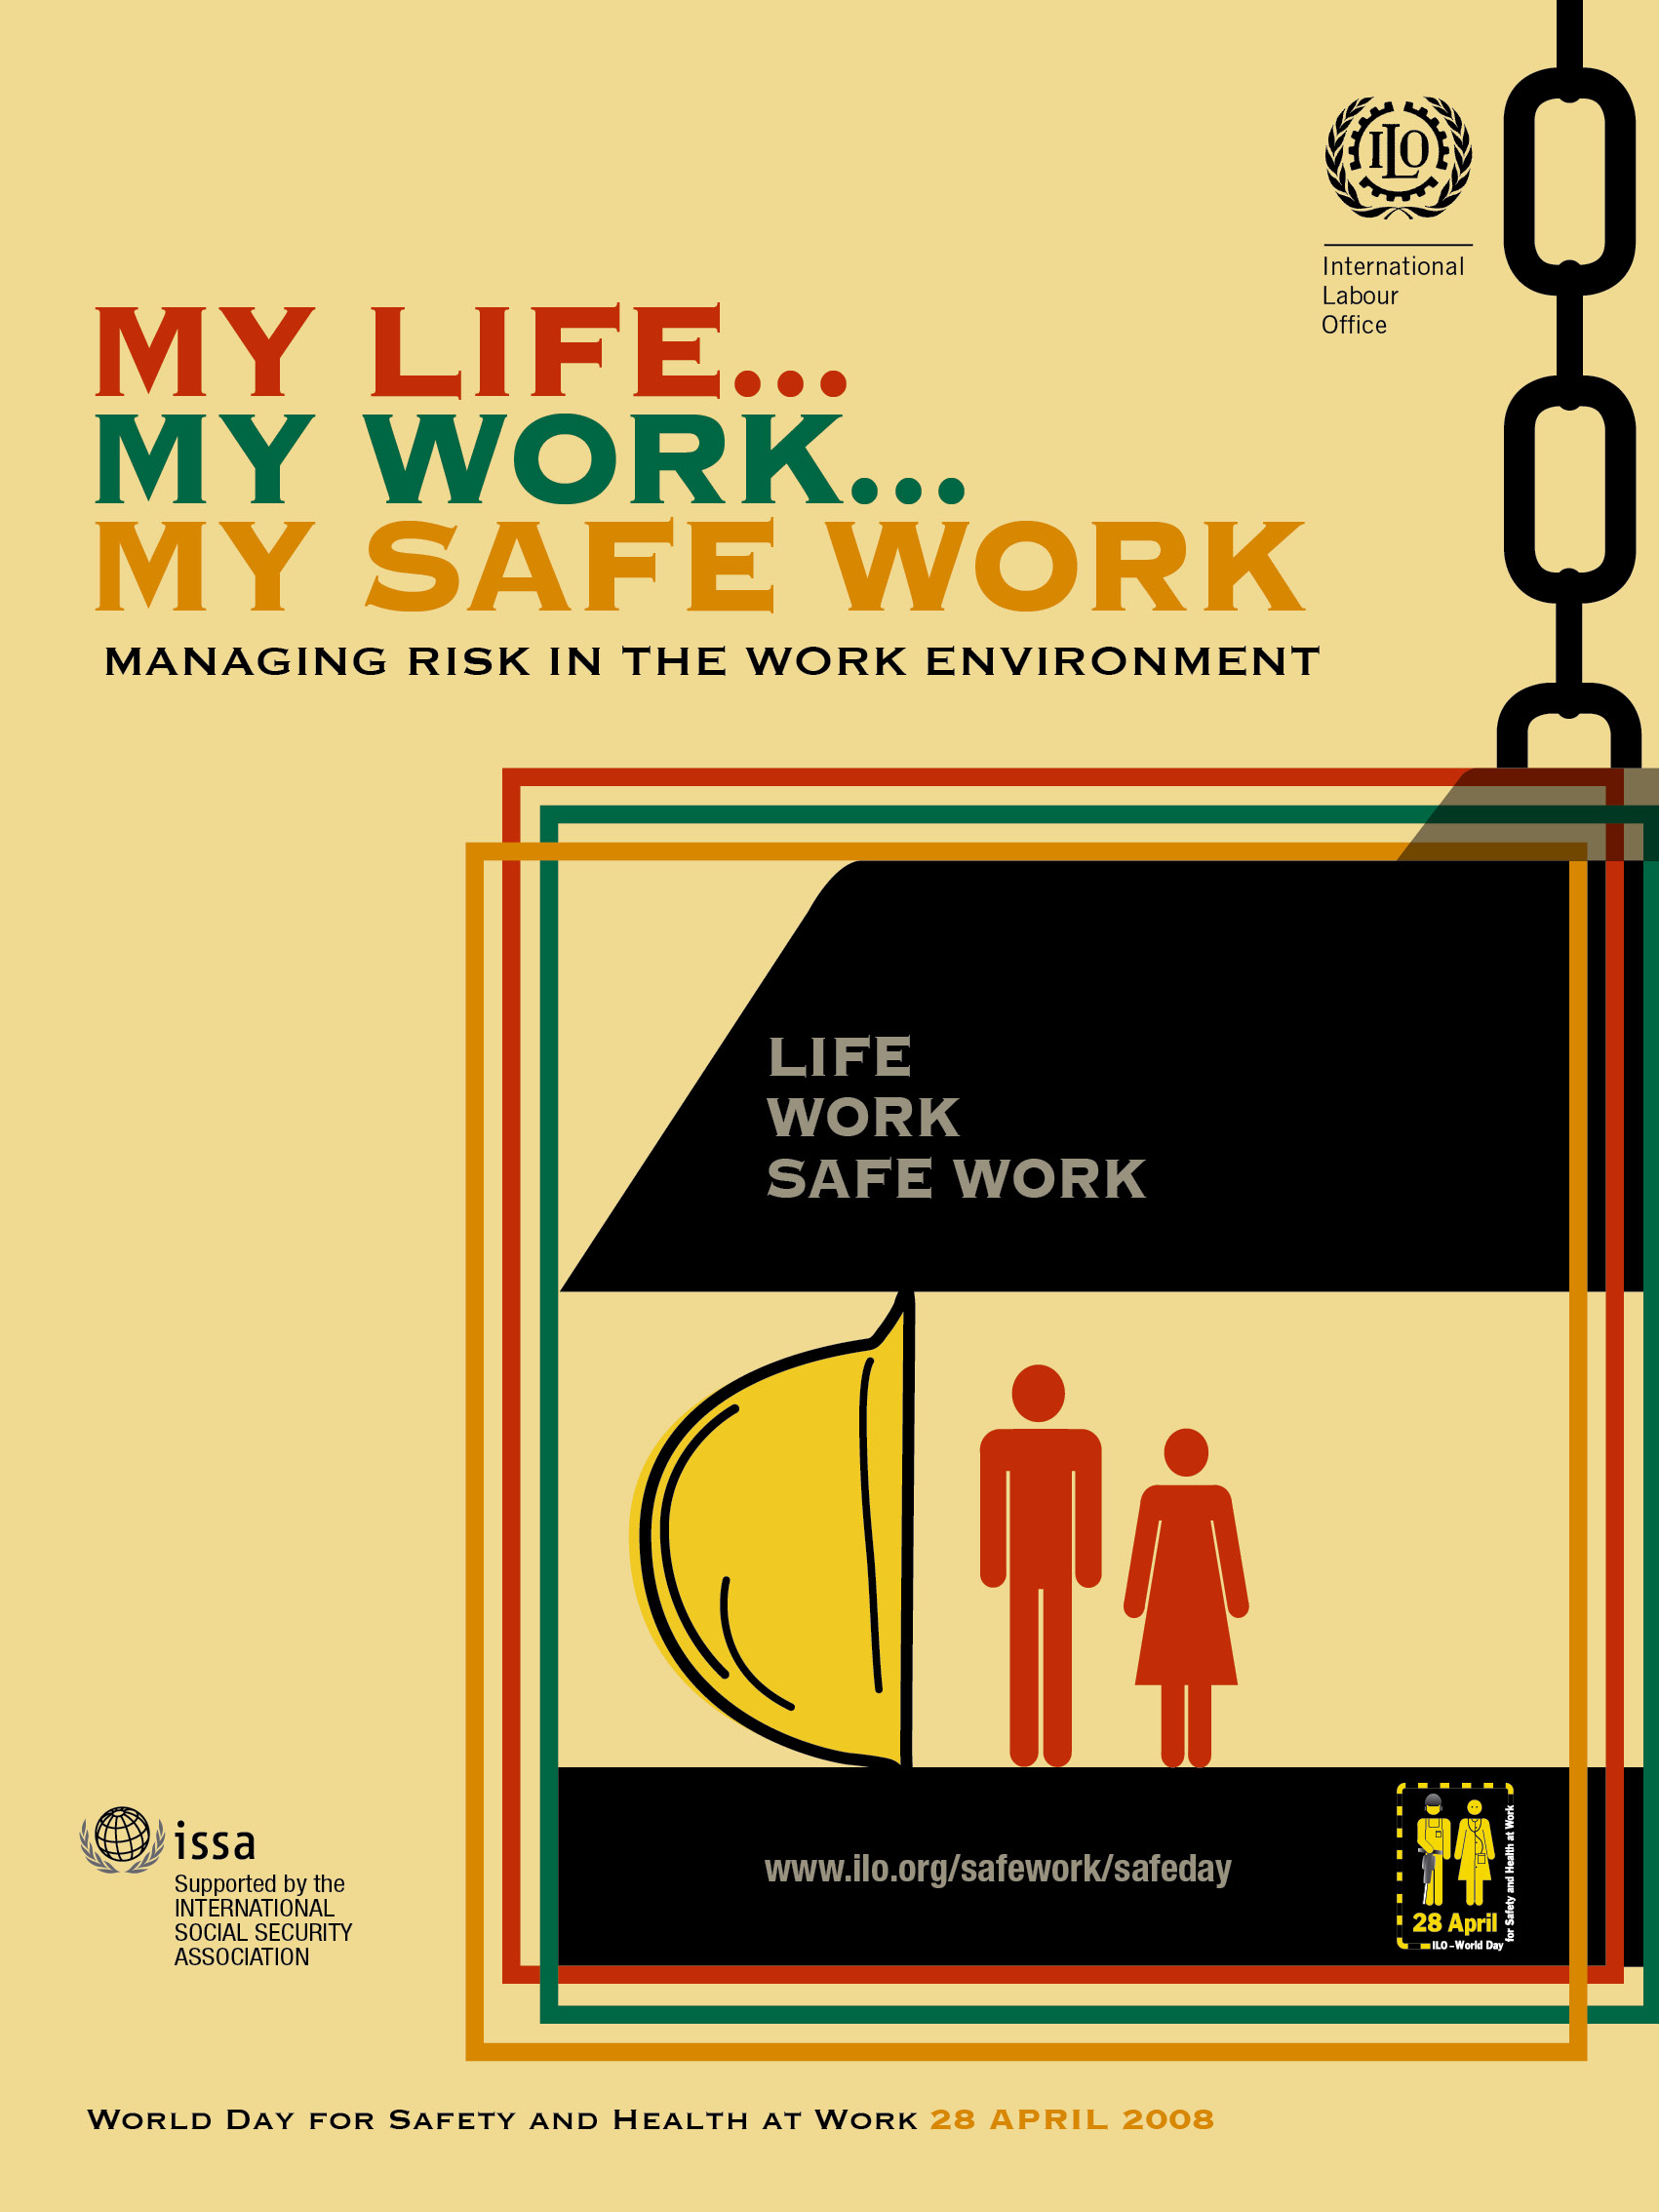 ILO
International
Labour
Office
MY LIFE...
MY WORK...
MY SAFE WORK
MANAGING RISK IN THE WORK ENVIRONMENT
LIFE
WORK
SAFE WORK
issa
Supported by the
INTERNATIONAL
SOCIAL SECURITY
ASSOCIATION
www.ilo.org/safework/safeday
28 April
ILO - World Day
for Safety and Health at Work
World Day for Safety and Health at Work 28 APRIL 2008